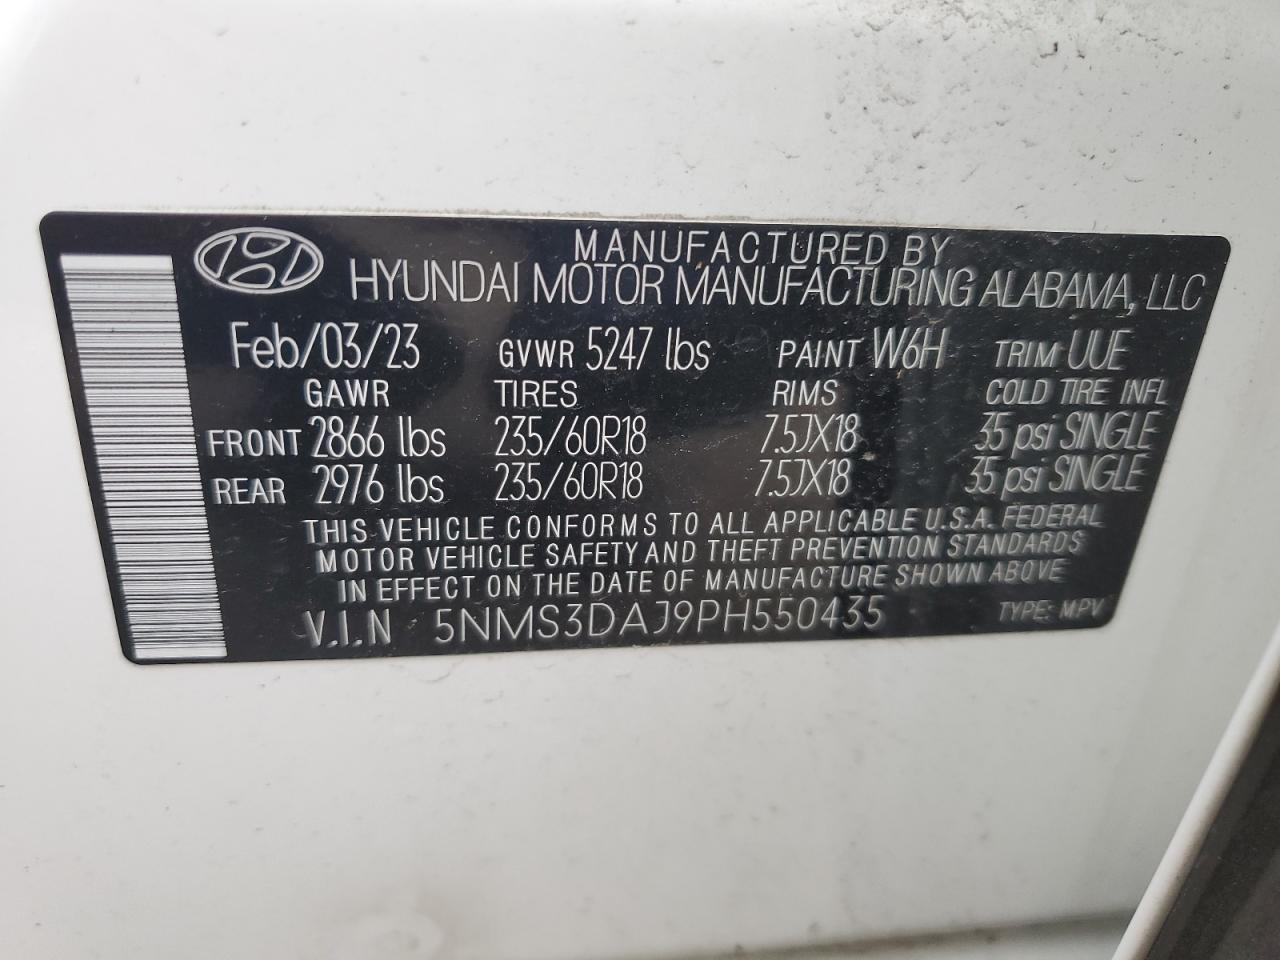 MANUFACTURED BY
HYUNDAI MOTOR MANUFACTURING ALABAMA, LLC
Feb/03/23 GVWR 5247 lbs PAINT W6H TRIM UUE
GAWR TIRES RIMS COLD TIRE INFL
FRONT 2866 lbs 235/60R18 7.5JX18 35 psi SINGLE
REAR 2976 lbs 235/60R18 7.5JX18 35 psi SINGLE
THIS VEHICLE CONFORMS TO ALL APPLICABLE U.S.A. FEDERAL
MOTOR VEHICLE SAFETY AND THEFT PREVENTION STANDARDS
IN EFFECT ON THE DATE OF MANUFACTURE SHOWN ABOVE
V.I.N 5NMS3DAJ9PH550435 TYPE: MPV